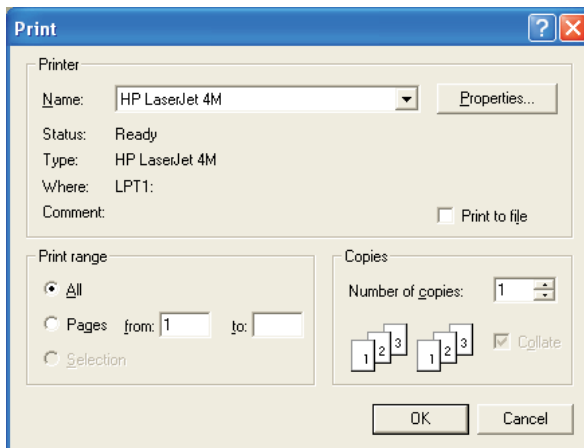 Print
Printer
Name: HP LaserJet 4M Properties...
Status: Ready
Type: HP LaserJet 4M
Where: LPT1:
Comment: Print to file
Print range
All
Pages from: 1 to:
Selection
Copies
Number of copies: 1
1 2 3 1 2 3 Collate
OK Cancel